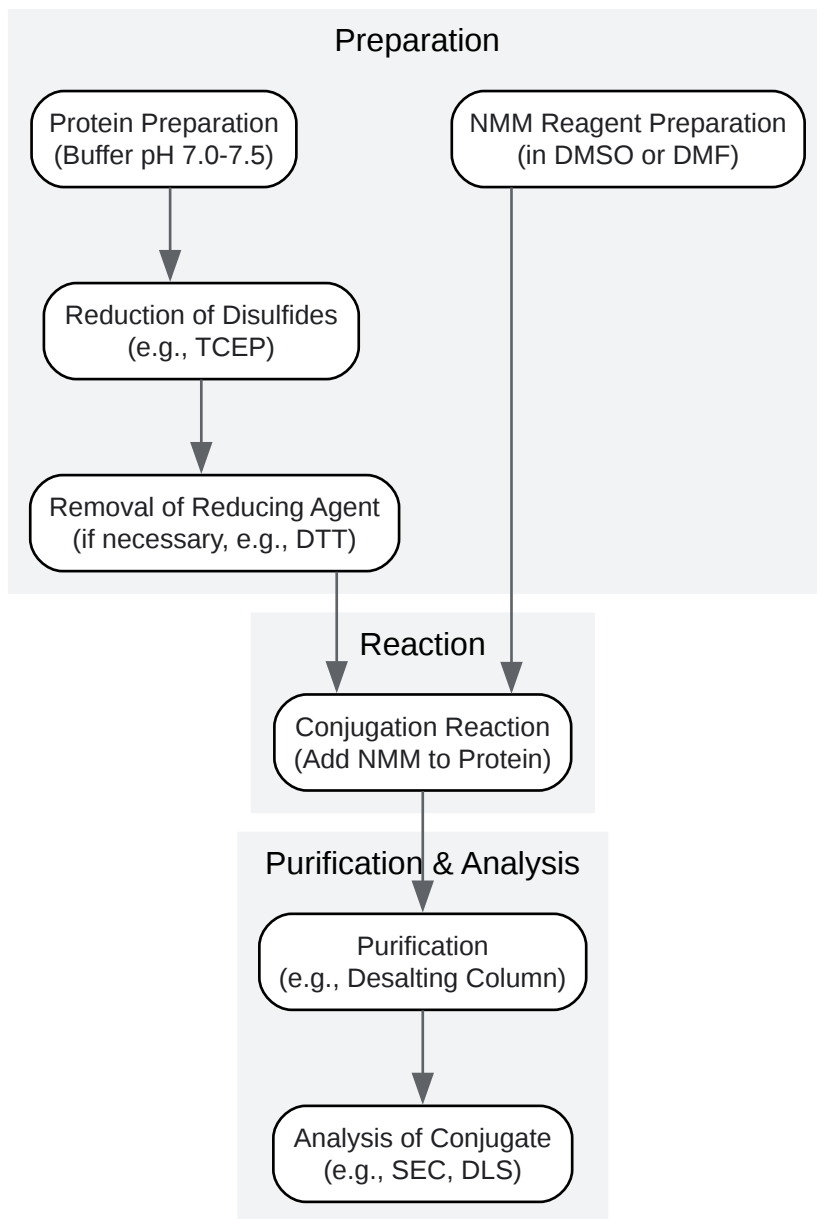 Preparation
Protein Preparation
(Buffer pH 7.0-7.5)
NMM Reagent Preparation
(in DMSO or DMF)
Reduction of Disulfides
(e.g., TCEP)
Removal of Reducing Agent
(if necessary, e.g., DTT)
Reaction
Conjugation Reaction
(Add NMM to Protein)
Purification & Analysis
Purification
(e.g., Desalting Column)
Analysis of Conjugate
(e.g., SEC, DLS)